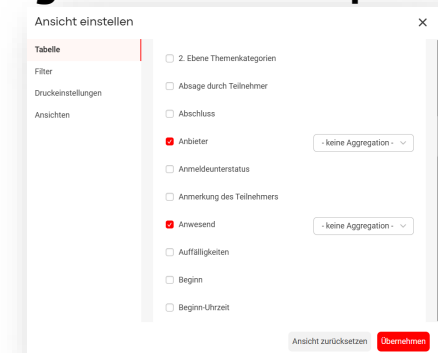 Ansicht einstellen
Tabelle
Filter
Druckeinstellungen
Ansichten
2. Ebene Themenkategorien
Absage durch Teilnehmer
Abschluss
Anbieter
- keine Aggregation -
Anmeldeunterstatus
Anmerkung des Teilnehmers
Anwesend
- keine Aggregation -
Auffälligkeiten
Beginn
Beginn-Uhrzeit
Ansicht zurücksetzen
Übernehmen